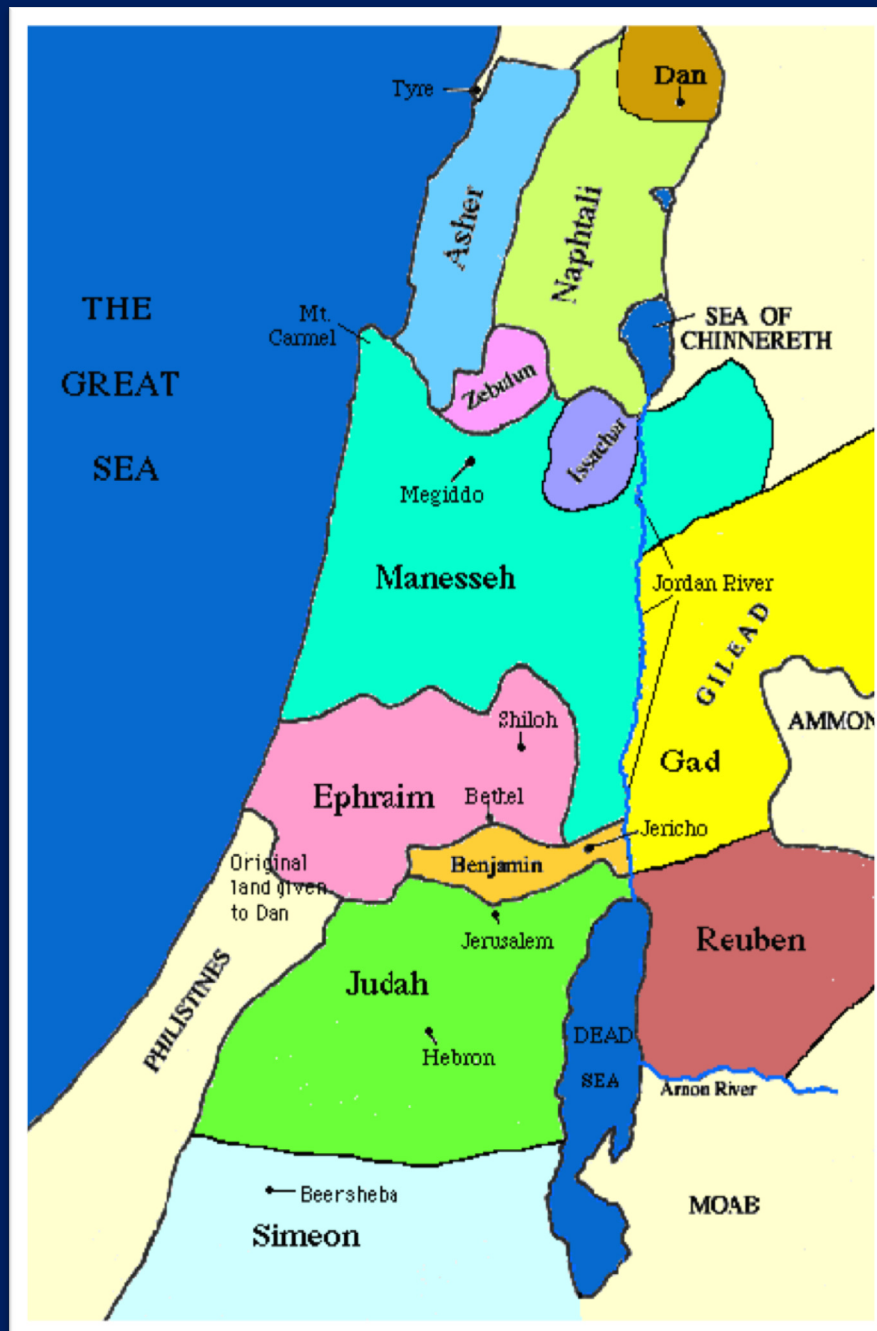 Dan
Tyre
Asher
Naphtali
THE
GREAT
SEA
Mt.
Carmel
SEA OF
CHINNERETH
Zebulun
Issachar
Megiddo
Manesseh
Jordan River
GILEAD
AMMON
Shiloh
Gad
Ephraim
Bethel
Jericho
Benjamin
Original
land given
to Dan
Jerusalem
Reuben
PHILISTINES
Judah
Hebron
DEAD
SEA
Arnon River
Beersheba
MOAB
Simeon